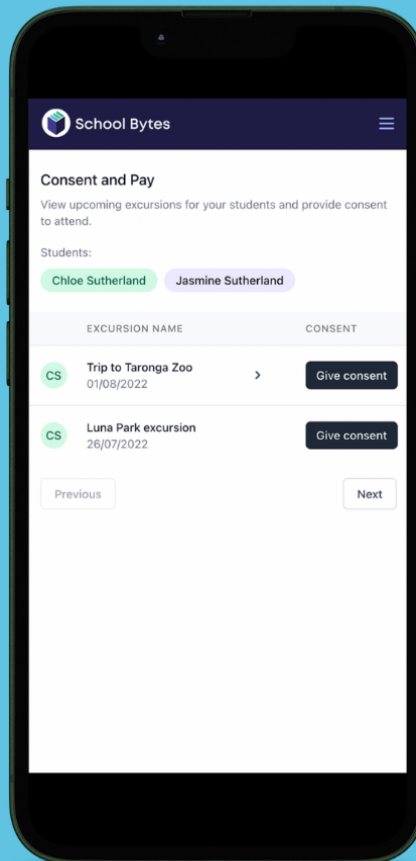 School Bytes
Consent and Pay
View upcoming excursions for your students and provide consent
to attend.
Students:
Chloe Sutherland Jasmine Sutherland
EXCURSION NAME CONSENT
CS Trip to Taronga Zoo Give consent
01/08/2022
CS Luna Park excursion Give consent
26/07/2022
Previous Next